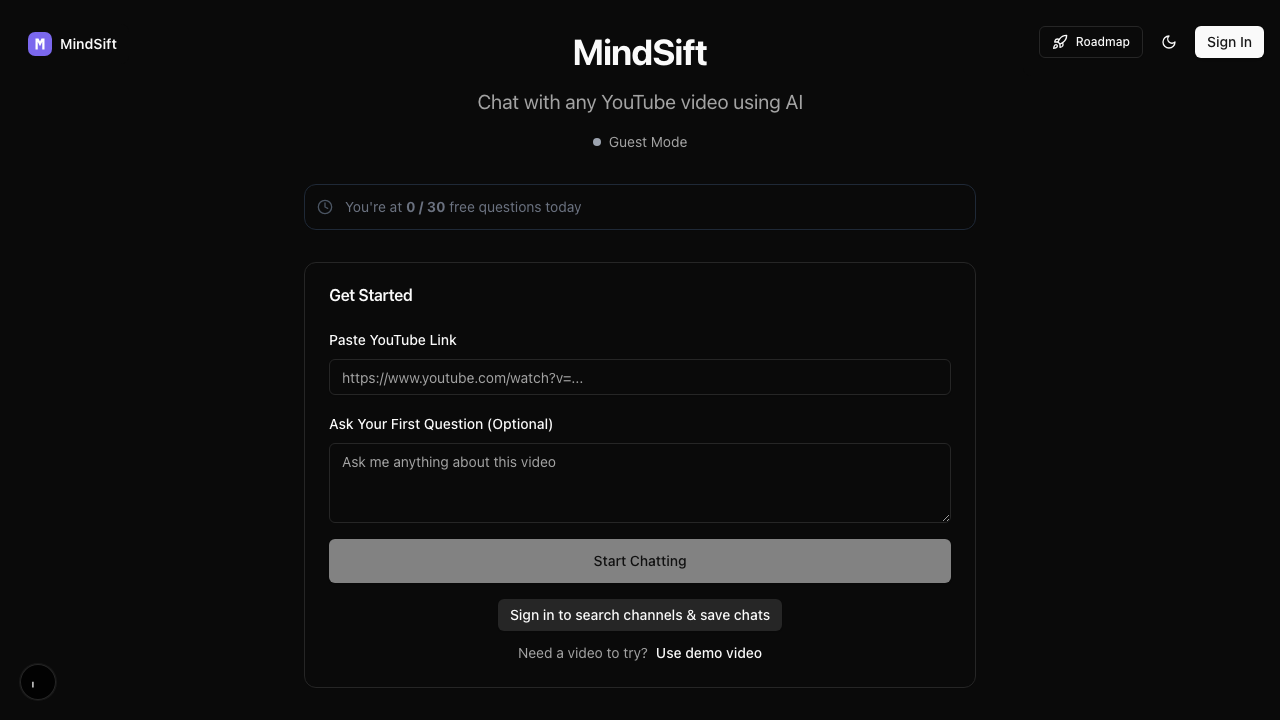 MindSift
MindSift
Roadmap
Sign In
Chat with any YouTube video using AI
Guest Mode
You're at 0 / 30 free questions today
Get Started
Paste YouTube Link
https://www.youtube.com/watch?v=...
Ask Your First Question (Optional)
Ask me anything about this video
Start Chatting
Sign in to search channels & save chats
Need a video to try? Use demo video